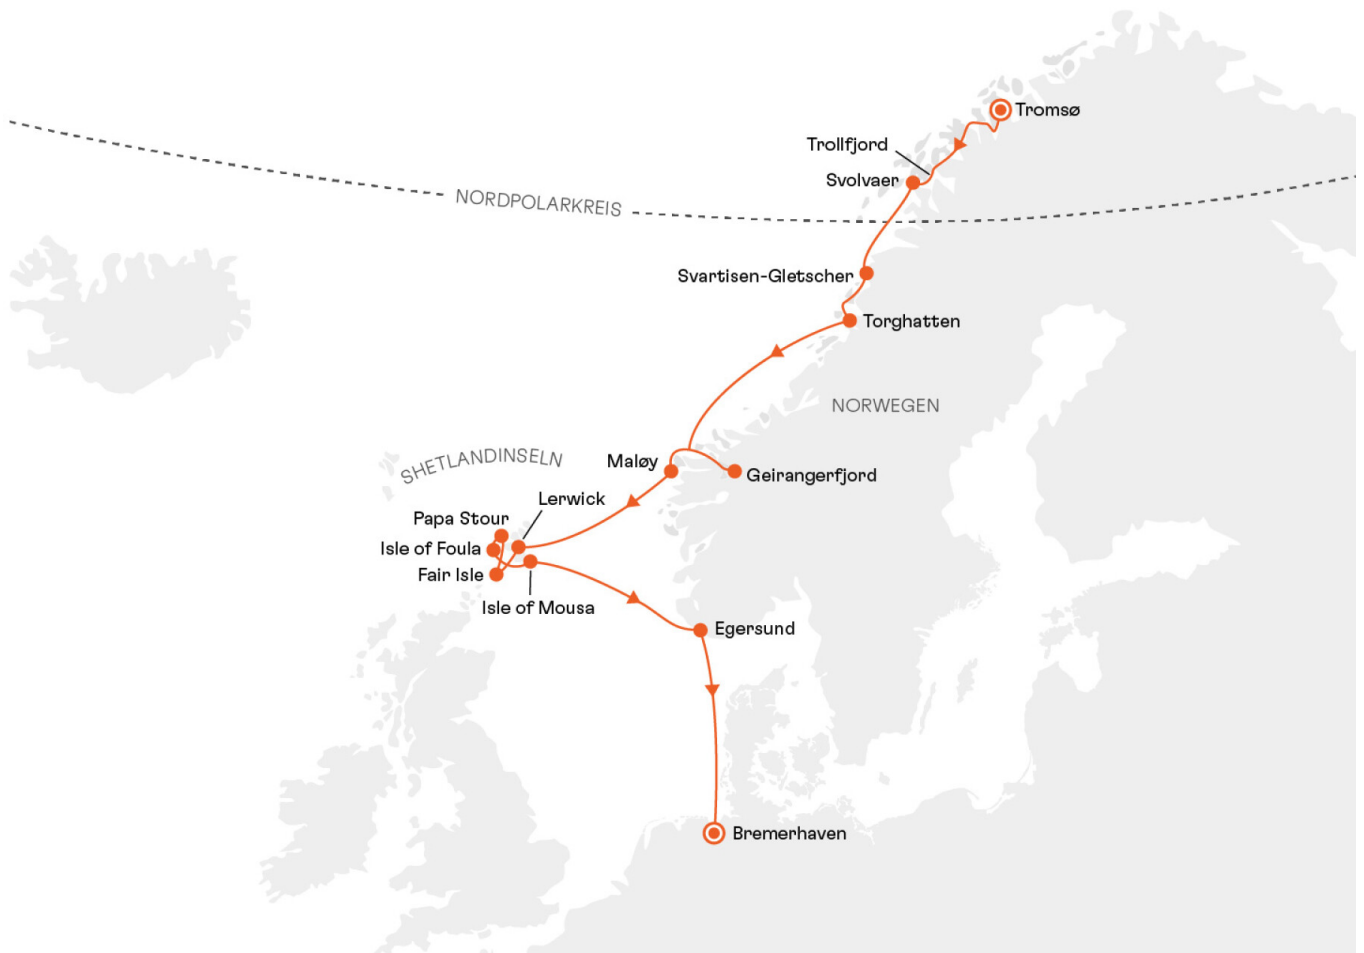 Tromsø
Trollfjord
Svolvaer
NORDPOLARKREIS
Svartisen-Gletscher
Torghatten
NORWEGEN
SHETLANDINSELN
Maløy
Geirangerfjord
Lerwick
Papa Stour
Isle of Foula
Fair Isle
Isle of Mousa
Egersund
Bremerhaven